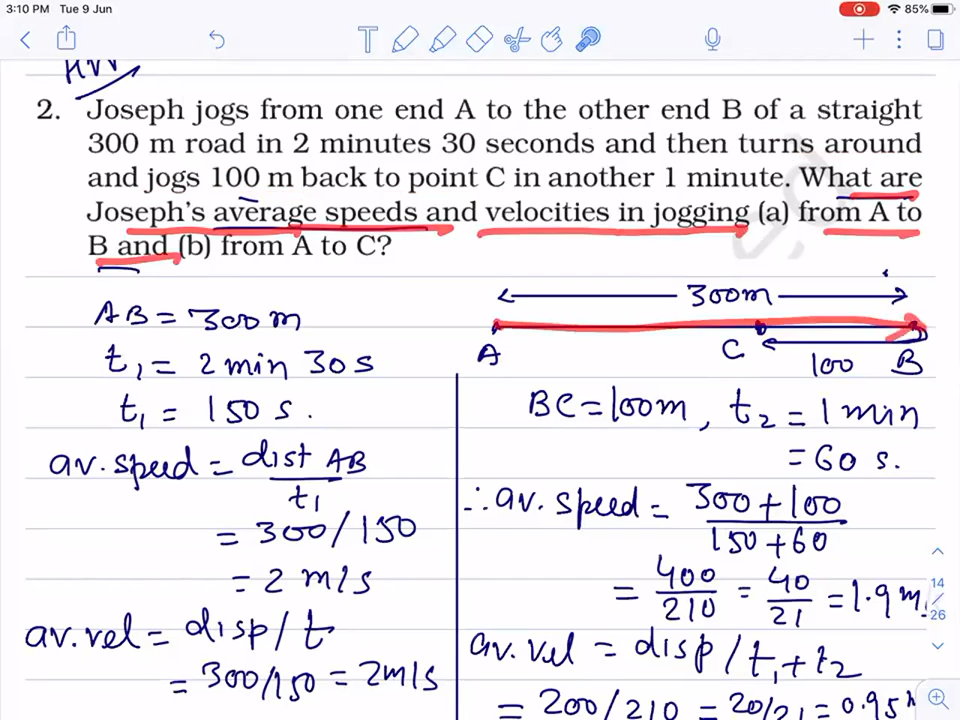 3:10 PM Tue 9 Jun
85%
HW
2. Joseph jogs from one end A to the other end B of a straight
300 m road in 2 minutes 30 seconds and then turns around
and jogs 100 m back to point C in another 1 minute. What are
Joseph's average speeds and velocities in jogging (a) from A to
B and (b) from A to C?
300m
A C B
100
AB = 300 m
t₁ = 2 min 30 s
t₁ = 150 s.
av. speed = dist AB / t₁
= 300/150
= 2 m/s
av. vel = disp/t
= 300/150 = 2m/s
BC = 100m, t₂ = 1 min
= 60 s.
∴ av. speed = 300 + 100 / 150 + 60
= 400/210 = 40/21 = 1.9 m
av. vel = disp / t₁ + t₂
= 200/210 = 20/21 = 0.95
14
/
26